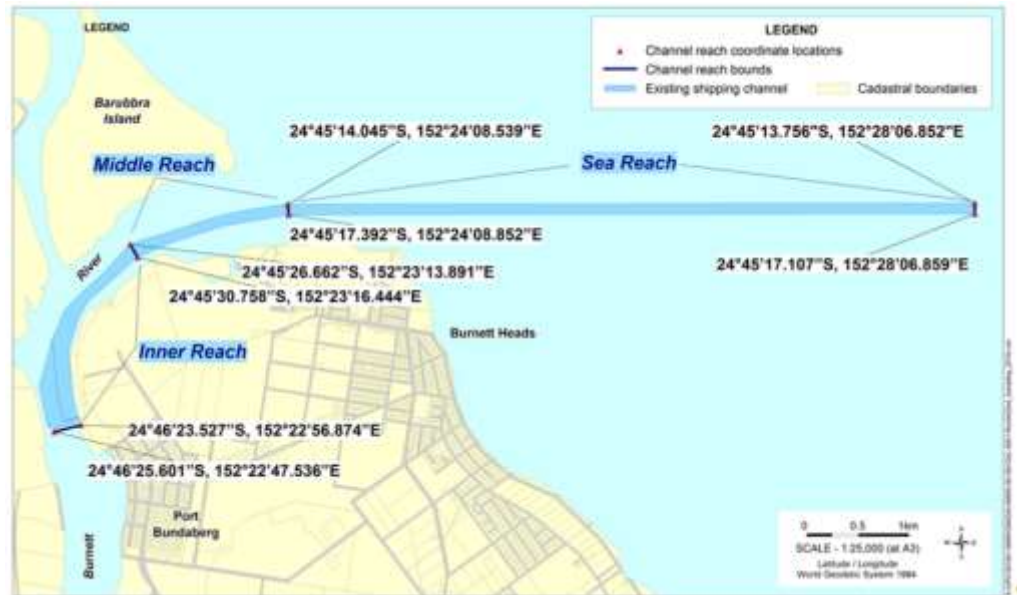 LEGEND
LEGEND
Channel reach coordinate locations
Channel reach bounds
Existing shipping channel
Cadastral boundaries
Barubbra
Island
24°45'14.045"S, 152°24'08.539"E
24°45'13.756"S, 152°28'06.852"E
Middle Reach
Sea Reach
24°45'17.392"S, 152°24'08.852"E
24°45'17.107"S, 152°28'06.859"E
River
24°45'26.662"S, 152°23'13.891"E
24°45'30.758"S, 152°23'16.444"E
Burnett Heads
Inner Reach
24°46'23.527"S, 152°22'56.874"E
24°46'25.601"S, 152°22'47.536"E
Port
Bundaberg
Burnett
0 0.5 1km
SCALE - 1:25,000 (at A3)
Latitude / Longitude
World Geodetic System 1984